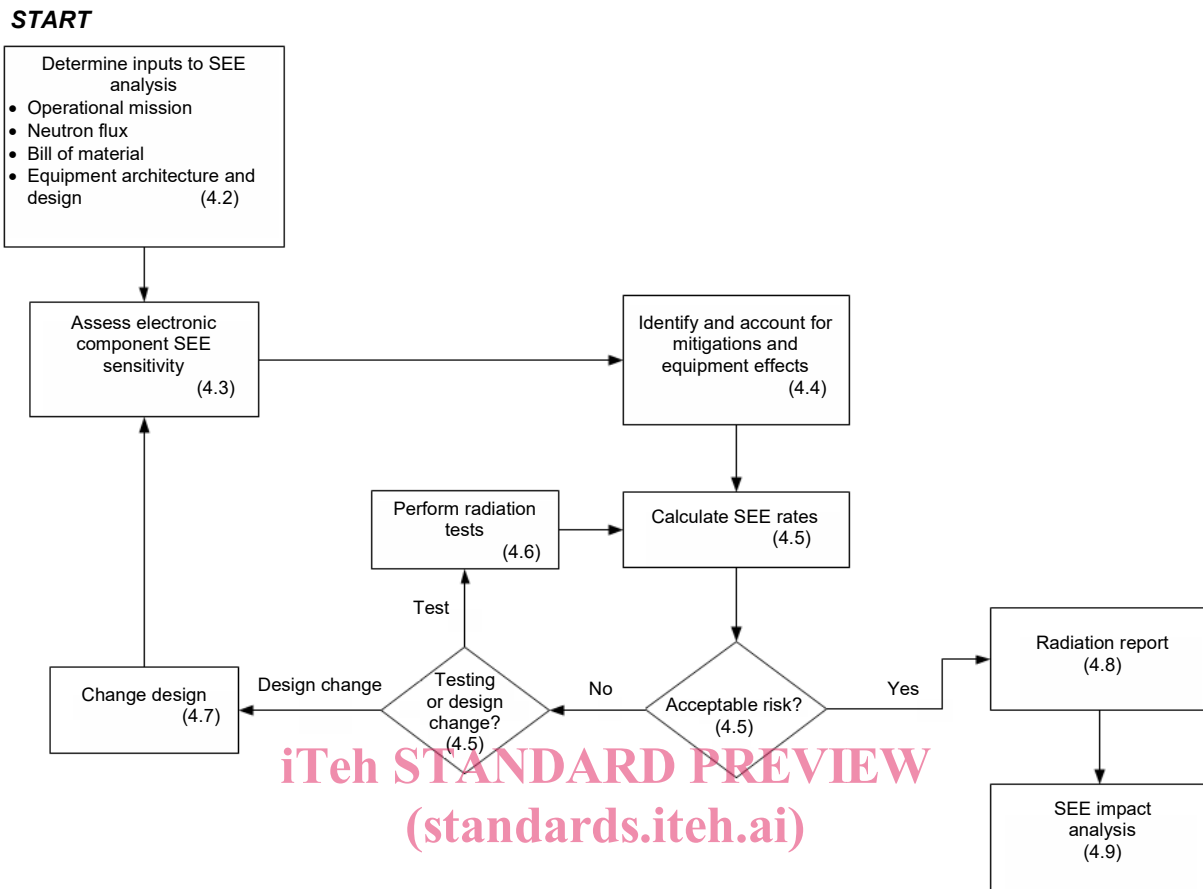 START
Determine inputs to SEE
analysis
• Operational mission
• Neutron flux
• Bill of material
• Equipment architecture and
design (4.2)
Assess electronic
component SEE
sensitivity
(4.3)
Identify and account for
mitigations and
equipment effects
(4.4)
Perform radiation
tests
(4.6)
Calculate SEE rates
(4.5)
Test
Radiation report
(4.8)
Change design
(4.7)
Design change
Testing
or design
change?
(4.5)
No
Acceptable risk?
(4.5)
Yes
iTeh STANDARD PREVIEW
(standards.iteh.ai)
SEE impact
analysis
(4.9)